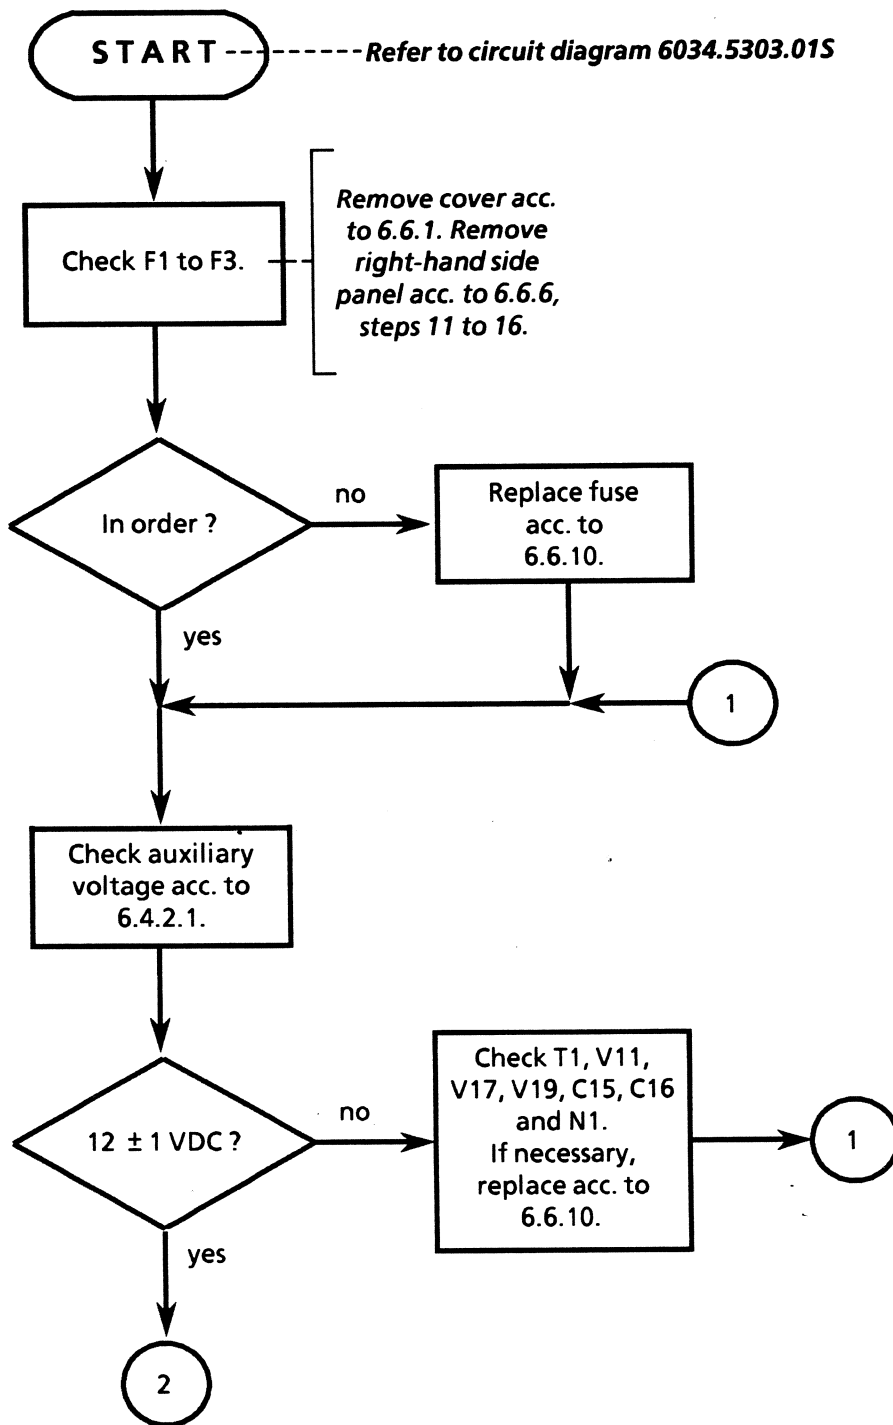 START
Refer to circuit diagram 6034.5303.01S
Check F1 to F3.
Remove cover acc.
to 6.6.1. Remove
right-hand side
panel acc. to 6.6.6,
steps 11 to 16.
In order ?
no
Replace fuse
acc. to
6.6.10.
yes
1
Check auxiliary
voltage acc. to
6.4.2.1.
12 ± 1 VDC ?
no
Check T1, V11,
V17, V19, C15, C16
and N1.
If necessary,
replace acc. to
6.6.10.
1
yes
2